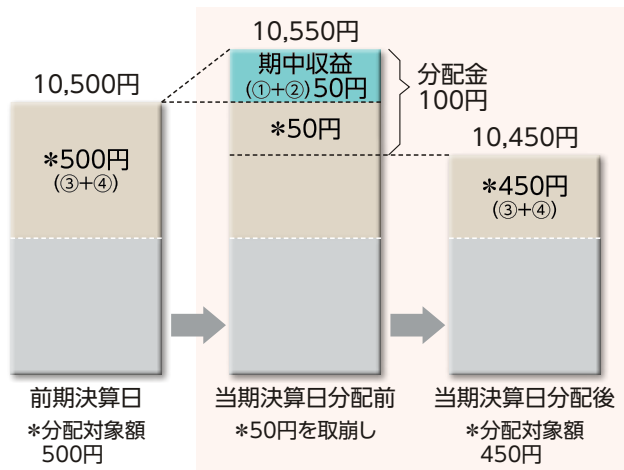 10,500円
*500円
(③+④)
前期決算日
*分配対象額
500円
10,550円
期中収益
(①+②)50円
*50円
分配金
100円
当期決算日分配前
*50円を取崩し
10,450円
*450円
(③+④)
当期決算日分配後
*分配対象額
450円